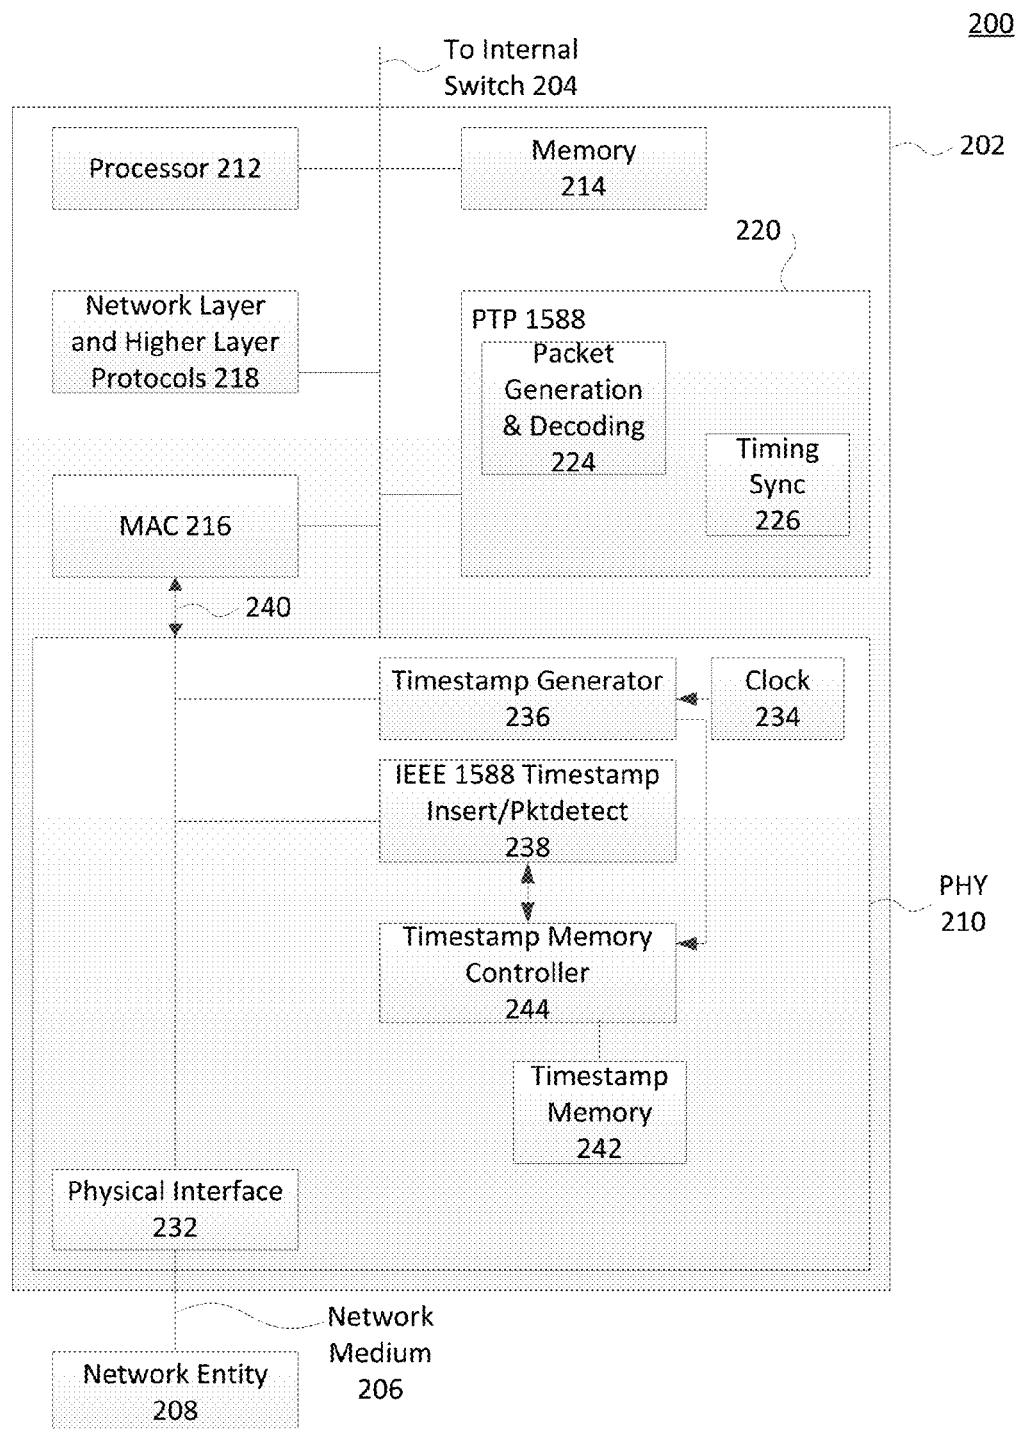 200
To Internal
Switch 204
202
Processor 212
Memory
214
220
Network Layer
and Higher Layer
Protocols 218
PTP 1588
Packet
Generation
& Decoding
224
Timing
Sync
226
MAC 216
240
Timestamp Generator
236
Clock
234
IEEE 1588 Timestamp
Insert/Pktdetect
238
PHY
210
Timestamp Memory
Controller
244
Timestamp
Memory
242
Physical Interface
232
Network
Medium
206
Network Entity
208